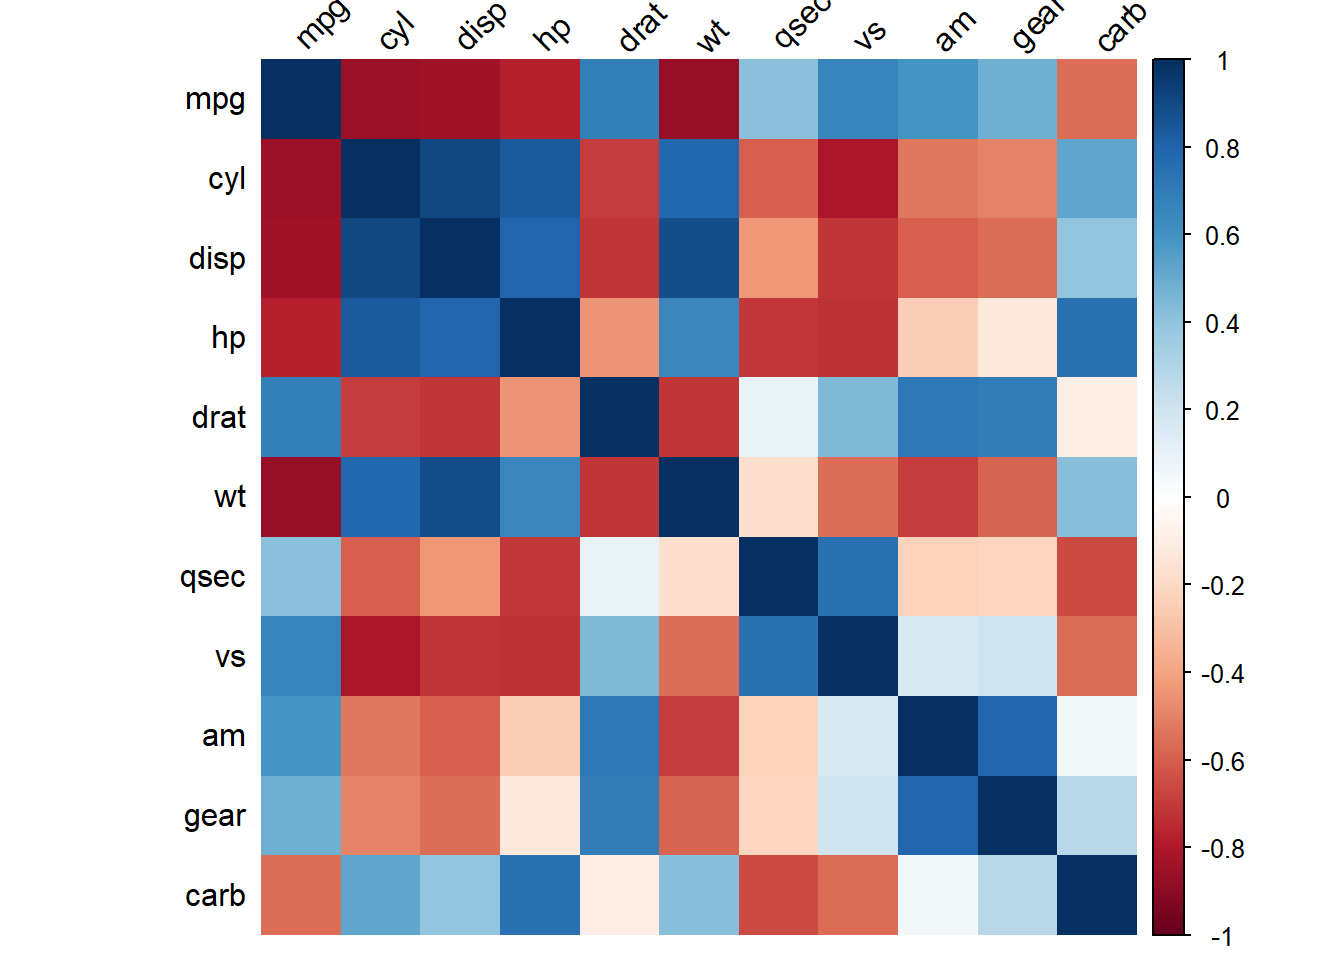 mpg cyl disp hp drat wt qsec vs am gear carb
mpg
cyl
disp
hp
drat
wt
qsec
vs
am
gear
carb
1
0.8
0.6
0.4
0.2
0
-0.2
-0.4
-0.6
-0.8
-1